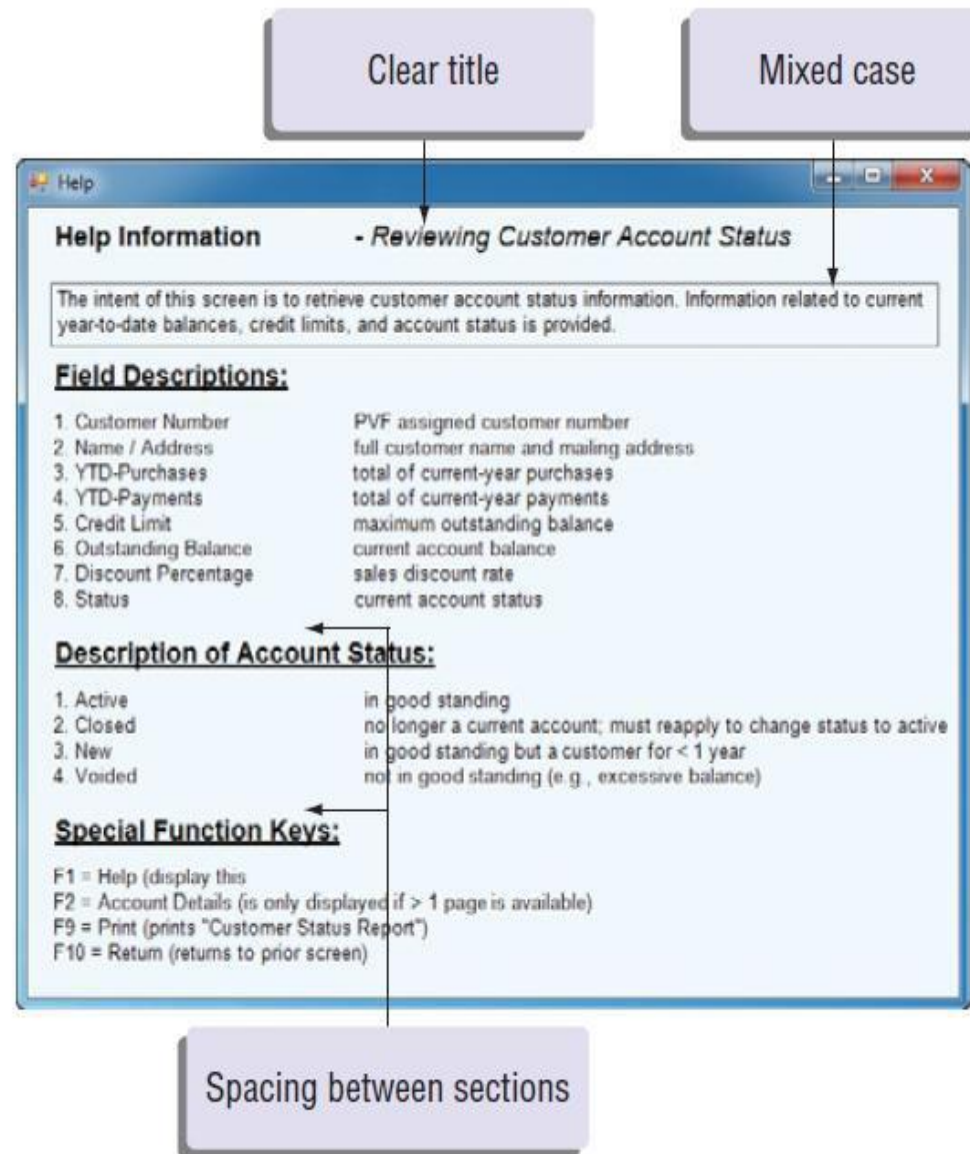 Clear title
Mixed case
Help
Help Information - Reviewing Customer Account Status
The intent of this screen is to retrieve customer account status information. Information related to current
year-to-date balances, credit limits, and account status is provided.
Field Descriptions:
1. Customer Number PVF assigned customer number
2. Name / Address full customer name and mailing address
3. YTD-Purchases total of current-year purchases
4. YTD-Payments total of current-year payments
5. Credit Limit maximum outstanding balance
6. Outstanding Balance current account balance
7. Discount Percentage sales discount rate
8. Status current account status
Description of Account Status:
1. Active in good standing
2. Closed no longer a current account; must reapply to change status to active
3. New in good standing but a customer for < 1 year
4. Voided not in good standing (e.g., excessive balance)
Special Function Keys:
F1 = Help (display this
F2 = Account Details (is only displayed if > 1 page is available)
F9 = Print (prints "Customer Status Report")
F10 = Return (returns to prior screen)
Spacing between sections